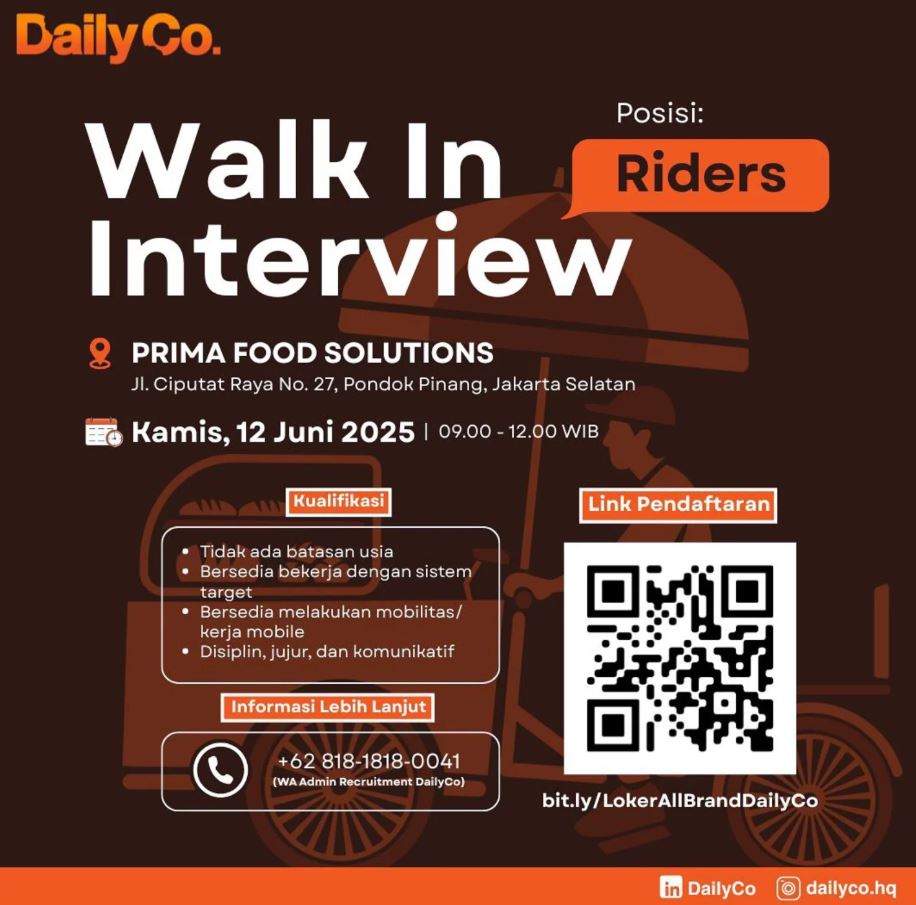 DailyCo.
Posisi:
Riders
Walk In
Interview
PRIMA FOOD SOLUTIONS
Jl. Ciputat Raya No. 27, Pondok Pinang, Jakarta Selatan
Kamis, 12 Juni 2025 | 09.00 - 12.00 WIB
Kualifikasi
• Tidak ada batasan usia
• Bersedia bekerja dengan sistem
target
• Bersedia melakukan mobilitas/
kerja mobile
• Disiplin, jujur, dan komunikatif
Informasi Lebih Lanjut
+62 818-1818-0041
(WA Admin Recruitment DailyCo)
Link Pendaftaran
bit.ly/LokerAllBrandDailyCo
in DailyCo
dailyco.hq